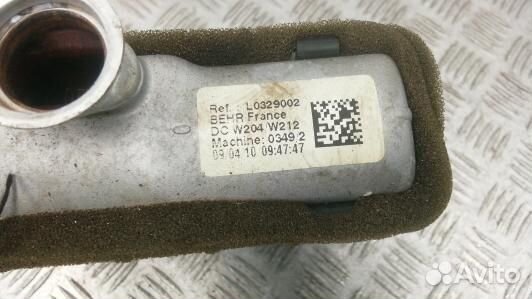 Ref.: L0329002
BEHR France
DC W204/W212
Machine: 0349/2
09/04 10 09:47:47
Avito